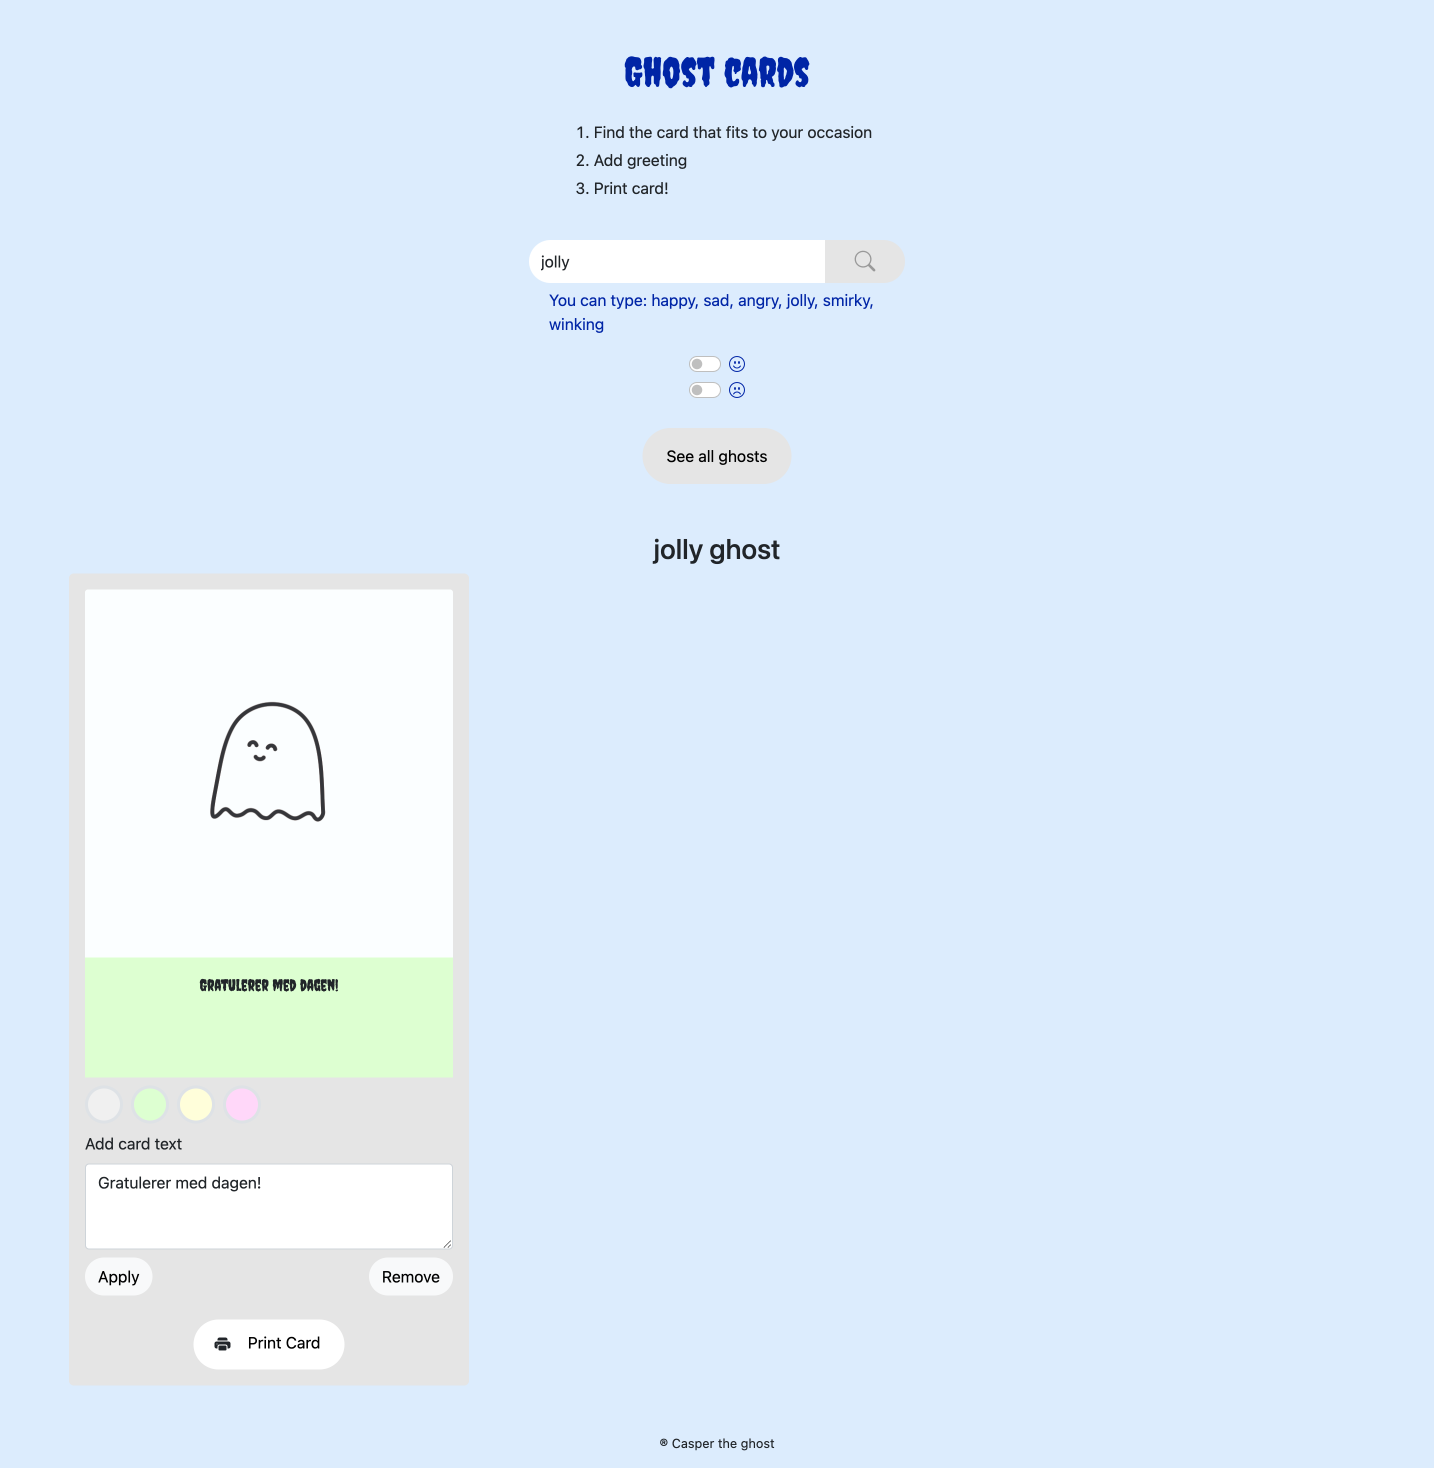 GHOST CARDS
1. Find the card that fits to your occasion
2. Add greeting
3. Print card!
jolly
You can type: happy, sad, angry, jolly, smirky,
winking
See all ghosts
jolly ghost
GRATULERER MED DAGEN!
Add card text
Gratulerer med dagen!
Apply
Remove
Print Card
® Casper the ghost